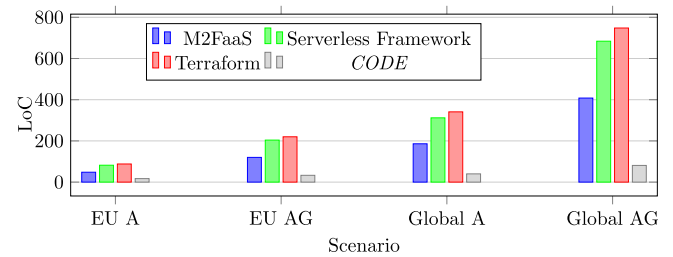 800
600
400
200
0
LoC
M2FaaS Serverless Framework
Terraform CODE
EU A EU AG Global A Global AG
Scenario